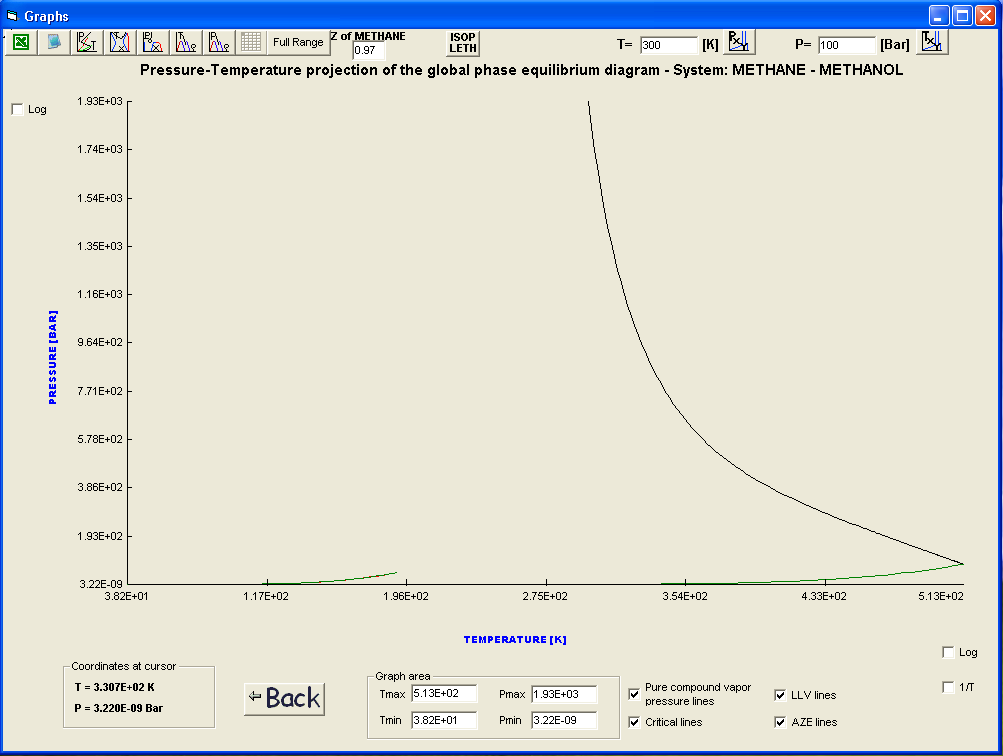 Graphs
Full Range
Z of METHANE
0.97
ISOP
LETH
T= 300 [K]
P= 100 [Bar]
Pressure-Temperature projection of the global phase equilibrium diagram - System: METHANE - METHANOL
Log
1.93E+03
1.74E+03
1.54E+03
1.35E+03
1.16E+03
9.64E+02
7.71E+02
5.78E+02
3.86E+02
1.93E+02
3.22E-09
PRESSURE [BAR]
3.82E+01 1.17E+02 1.96E+02 2.75E+02 3.54E+02 4.33E+02 5.13E+02
TEMPERATURE [K]
Log
1/T
Coordinates at cursor
T = 3.307E+02 K
P = 3.220E-09 Bar
Back
Graph area
Tmax 5.13E+02 Pmax 1.93E+03
Tmin 3.82E+01 Pmin 3.22E-09
Pure compound vapor
pressure lines
LLV lines
Critical lines
AZE lines